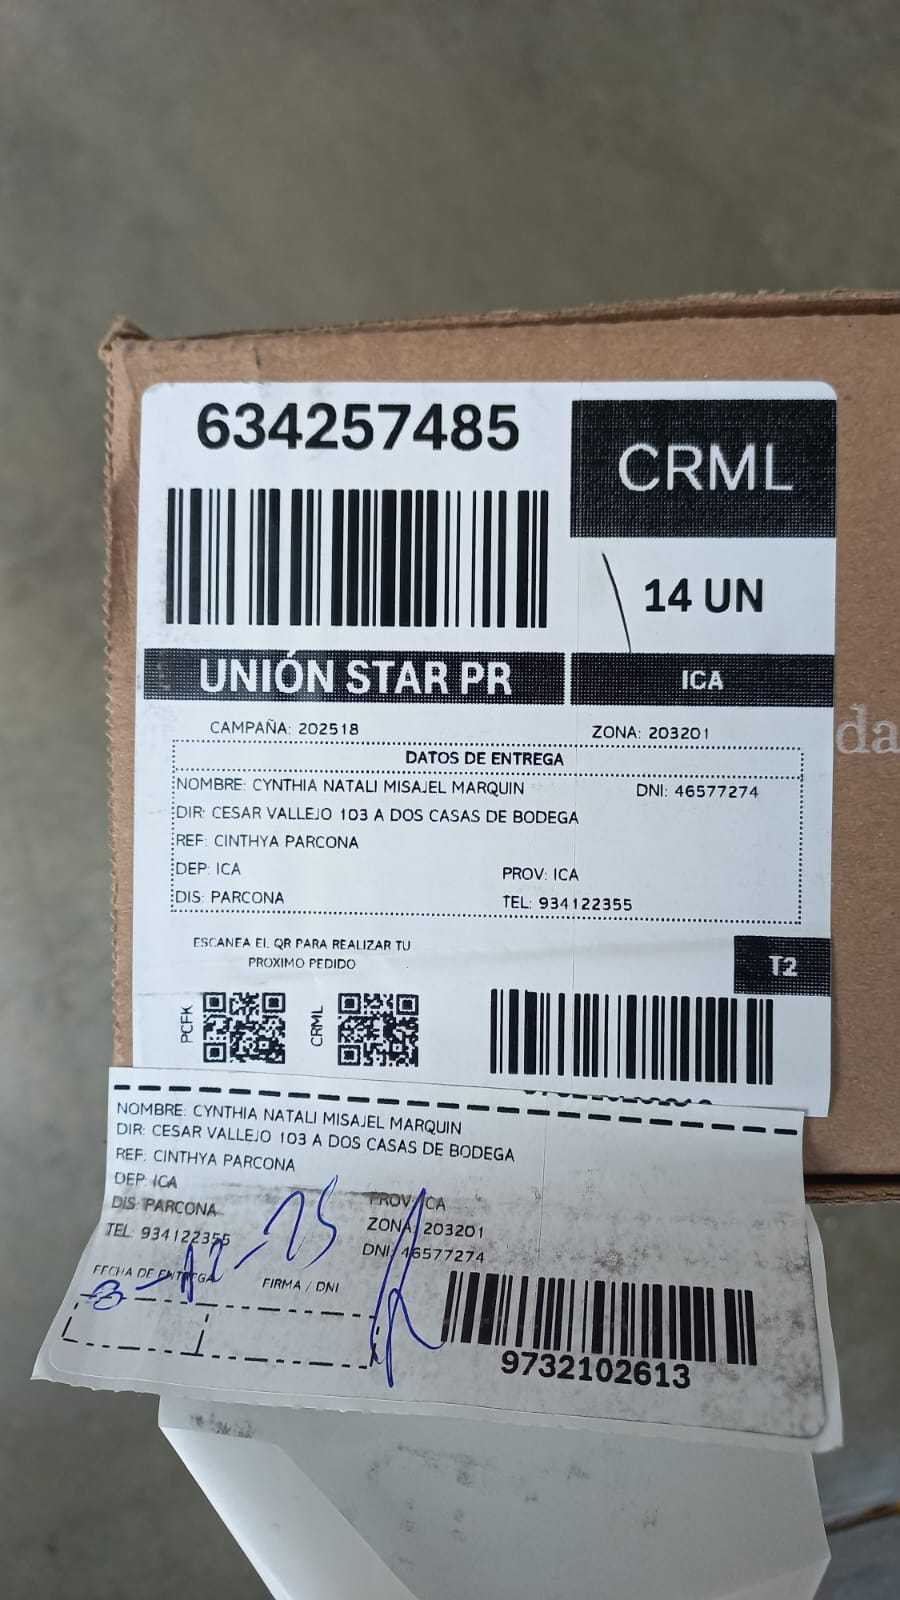 634257485
CRML
14 UN
UNIÓN STAR PR
ICA
CAMPAÑA: 202518
ZONA: 203201
DATOS DE ENTREGA
NOMBRE: CYNTHIA NATALI MISAJEL MARQUIN
DNI: 46577274
DIR: CESAR VALLEJO 103 A DOS CASAS DE BODEGA
REF: CINTHYA PARCONA
DEP: ICA
PROV: ICA
DIS: PARCONA
TEL: 934122355
ESCANEA EL QR PARA REALIZAR TU
PROXIMO PEDIDO
T2
PCFK
CRML
da
NOMBRE: CYNTHIA NATALI MISAJEL MARQUIN
DIR: CESAR VALLEJO 103 A DOS CASAS DE BODEGA
REF: CINTHYA PARCONA
DEP: ICA
PROV: ICA
DIS: PARCONA
ZONA: 203201
TEL: 934122355
DNI: 46577274
FECHA DE ENTREGA
FIRMA / DNI
9732102613